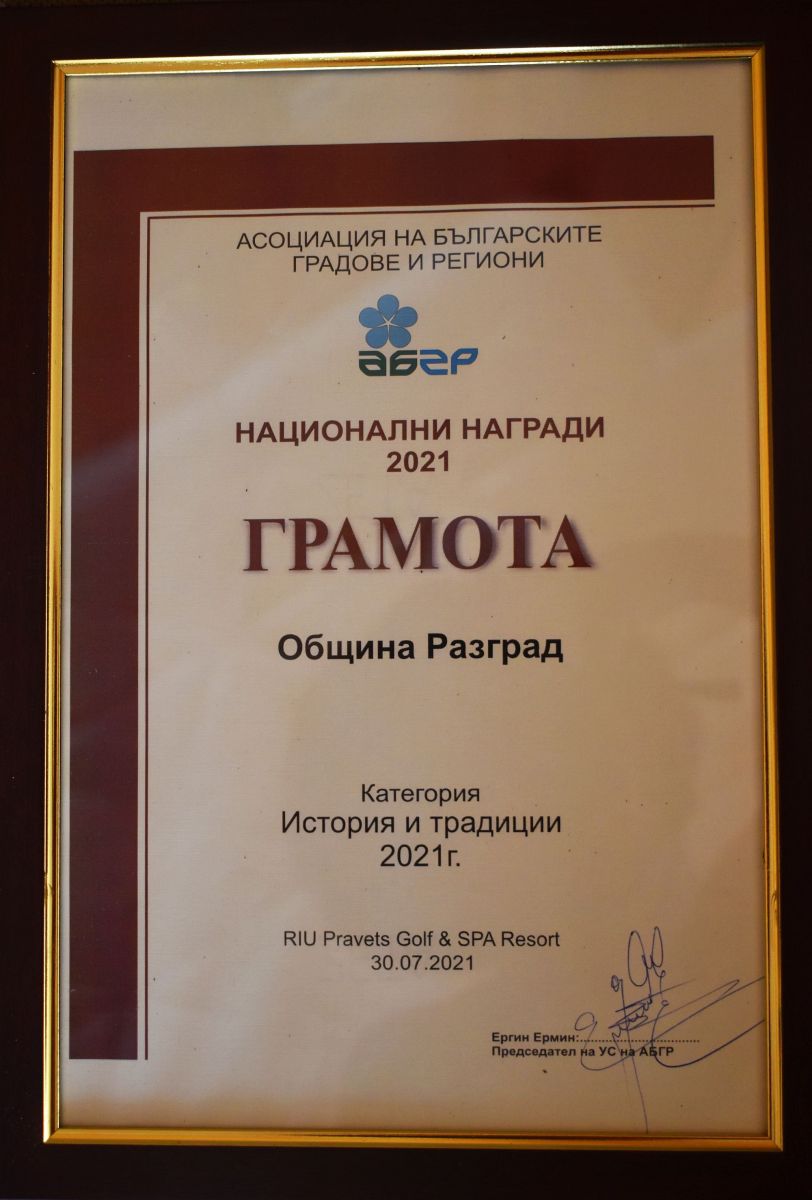 АСОЦИАЦИЯ НА БЪЛГАРСКИТЕ
ГРАДОВЕ И РЕГИОНИ
АБГР
НАЦИОНАЛНИ НАГРАДИ
2021
ГРАМОТА
Община Разград
Категория
История и традиции
2021г.
RIU Pravets Golf & SPA Resort
30.07.2021
Ергин Ермин:..............................
Председател на УС на АБГР